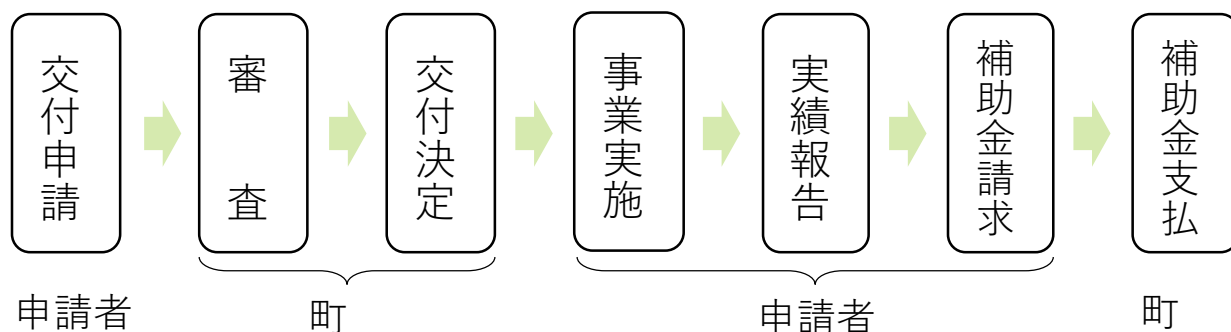 交付申請
審査
交付決定
事業実施
実績報告
補助金請求
補助金支払
申請者
町
申請者
町